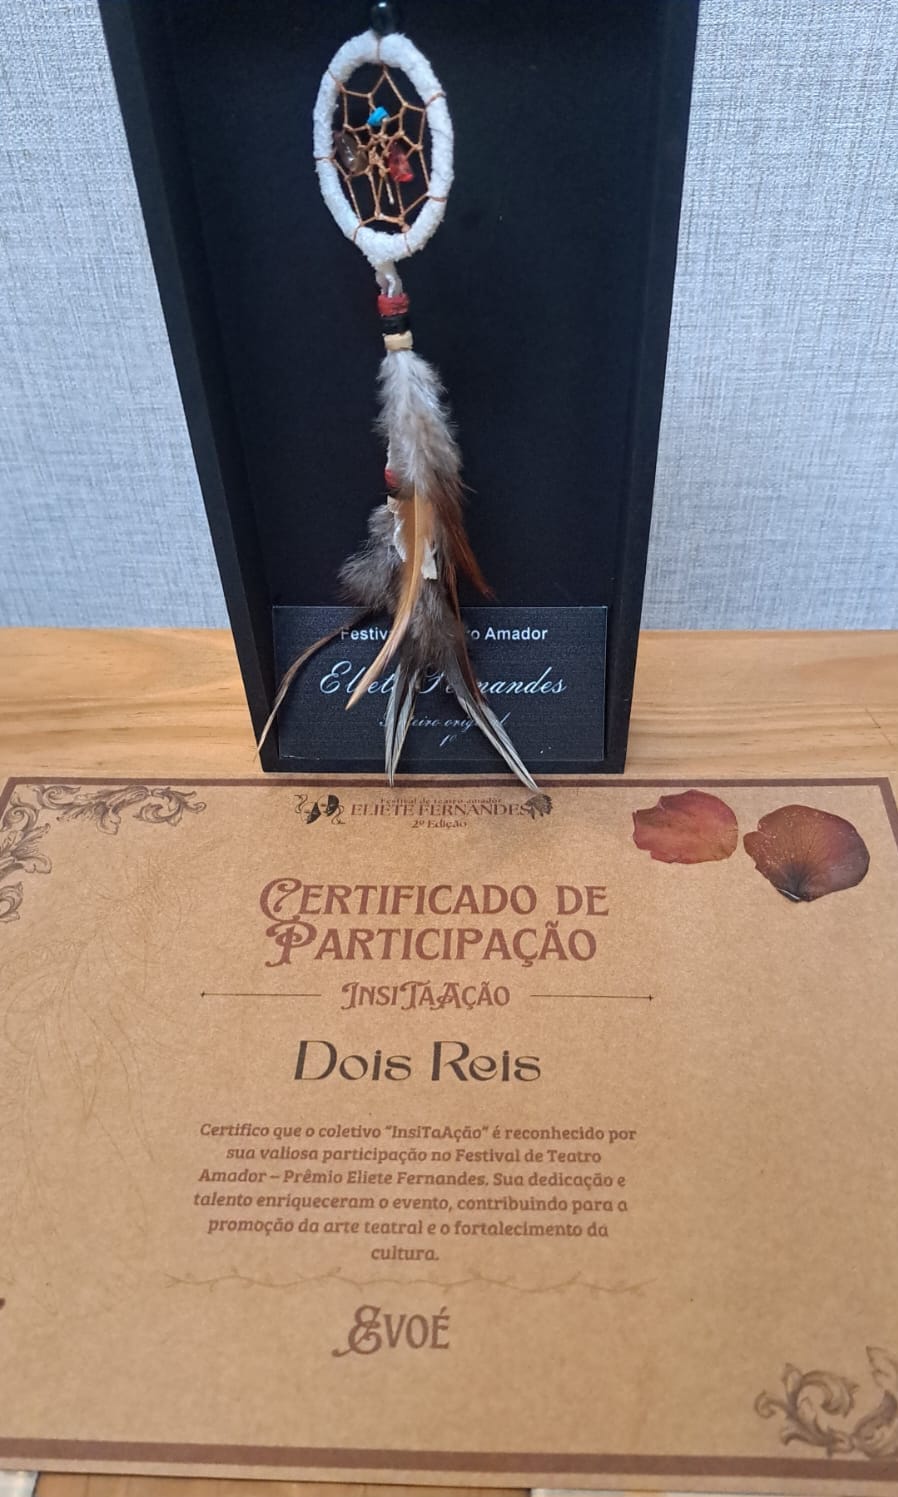 Amador
Fernandes
Festival de teatro amador
ELIETE FERNANDES
2ª Edição
CERTIFICADO DE
PARTICIPAÇÃO
INSITAAÇÃO
Dois Reis
Certifico que o coletivo "InsiTaAção" é reconhecido por
sua valiosa participação no Festival de Teatro
Amador – Prêmio Eliete Fernandes. Sua dedicação e
talento enriqueceram o evento, contribuindo para a
promoção da arte teatral e o fortalecimento da
cultura.
EVOÉ